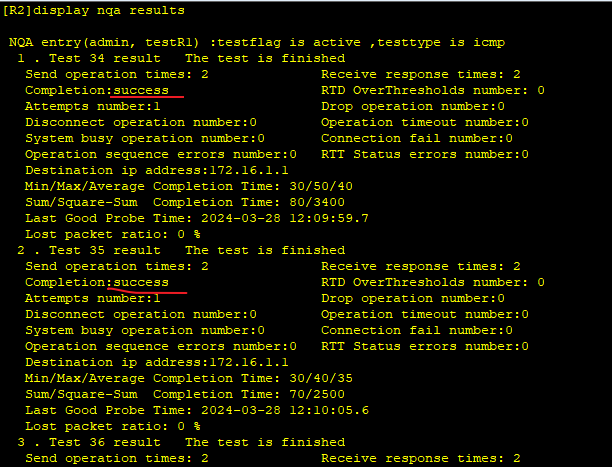 [R2]display nqa results
NQA entry(admin, testR1) :testflag is active ,testtype is icmp
1 . Test 34 result   The test is finished
Send operation times: 2                Receive response times: 2
Completion:success                     RTD OverThresholds number: 0
Attempts number:1                      Drop operation number:0
Disconnect operation number:0          Operation timeout number:0
System busy operation number:0         Connection fail number:0
Operation sequence errors number:0     RTT Status errors number:0
Destination ip address:172.16.1.1
Min/Max/Average Completion Time: 30/50/40
Sum/Square-Sum  Completion Time: 80/3400
Last Good Probe Time: 2024-03-28 12:09:59.7
Lost packet ratio: 0 %
2 . Test 35 result   The test is finished
Send operation times: 2                Receive response times: 2
Completion:success                     RTD OverThresholds number: 0
Attempts number:1                      Drop operation number:0
Disconnect operation number:0          Operation timeout number:0
System busy operation number:0         Connection fail number:0
Operation sequence errors number:0     RTT Status errors number:0
Destination ip address:172.16.1.1
Min/Max/Average Completion Time: 30/40/35
Sum/Square-Sum  Completion Time: 70/2500
Last Good Probe Time: 2024-03-28 12:10:05.6
Lost packet ratio: 0 %
3 . Test 36 result   The test is finished
Send operation times: 2                Receive response times: 2